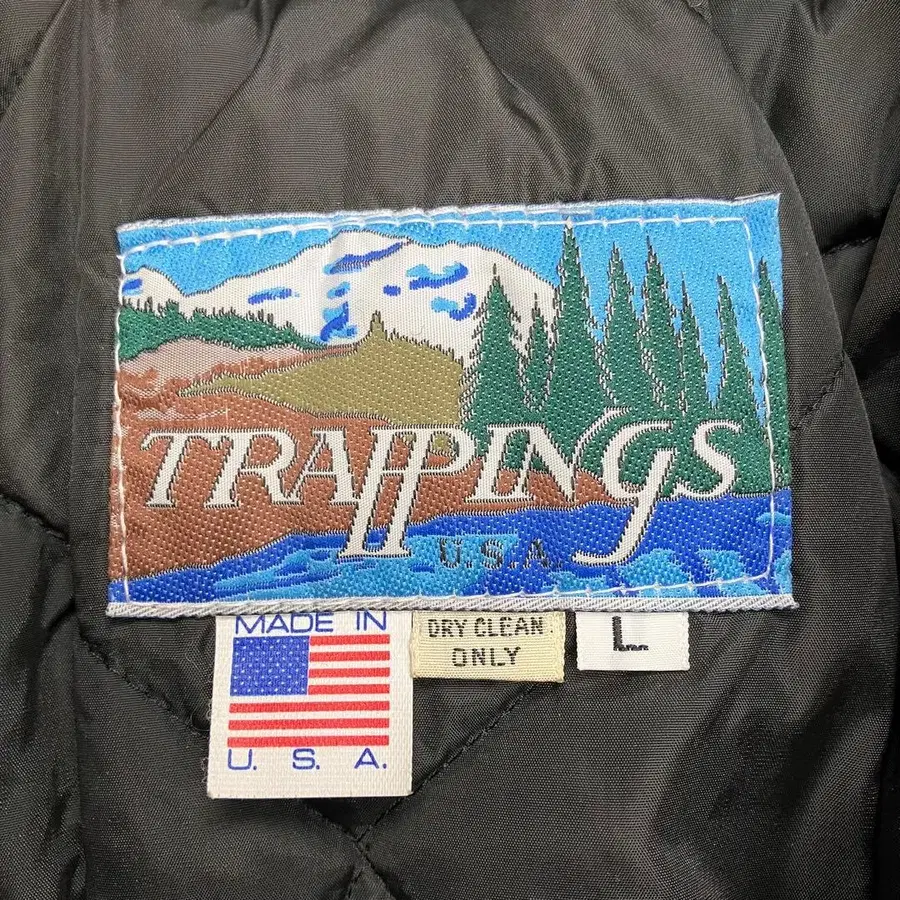 TRAPPINGS
U.S.A.
MADE IN
U. S. A.
DRY CLEAN
ONLY
L